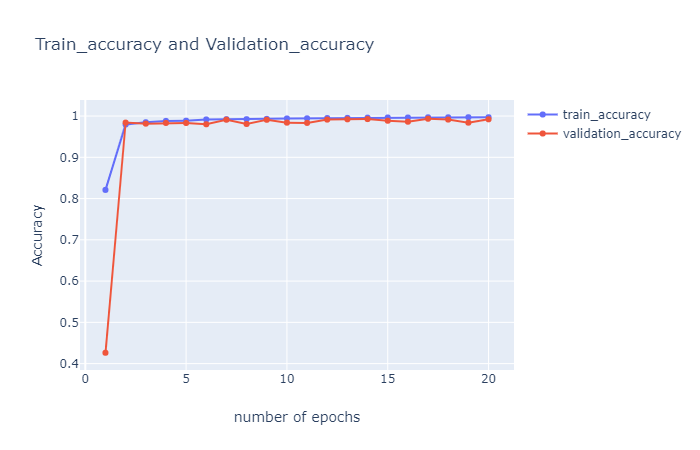 Train_accuracy and Validation_accuracy
train_accuracy
validation_accuracy
1
0.9
0.8
0.7
0.6
0.5
0.4
Accuracy
0 5 10 15 20
number of epochs